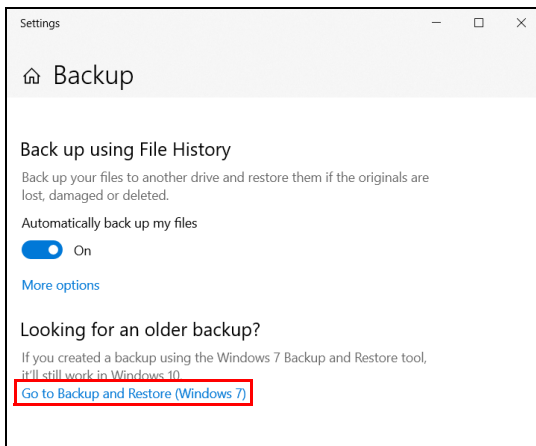 Settings
Backup
Back up using File History
Back up your files to another drive and restore them if the originals are
lost, damaged or deleted.
Automatically back up my files
On
More options
Looking for an older backup?
If you created a backup using the Windows 7 Backup and Restore tool,
it'll still work in Windows 10.
Go to Backup and Restore (Windows 7)